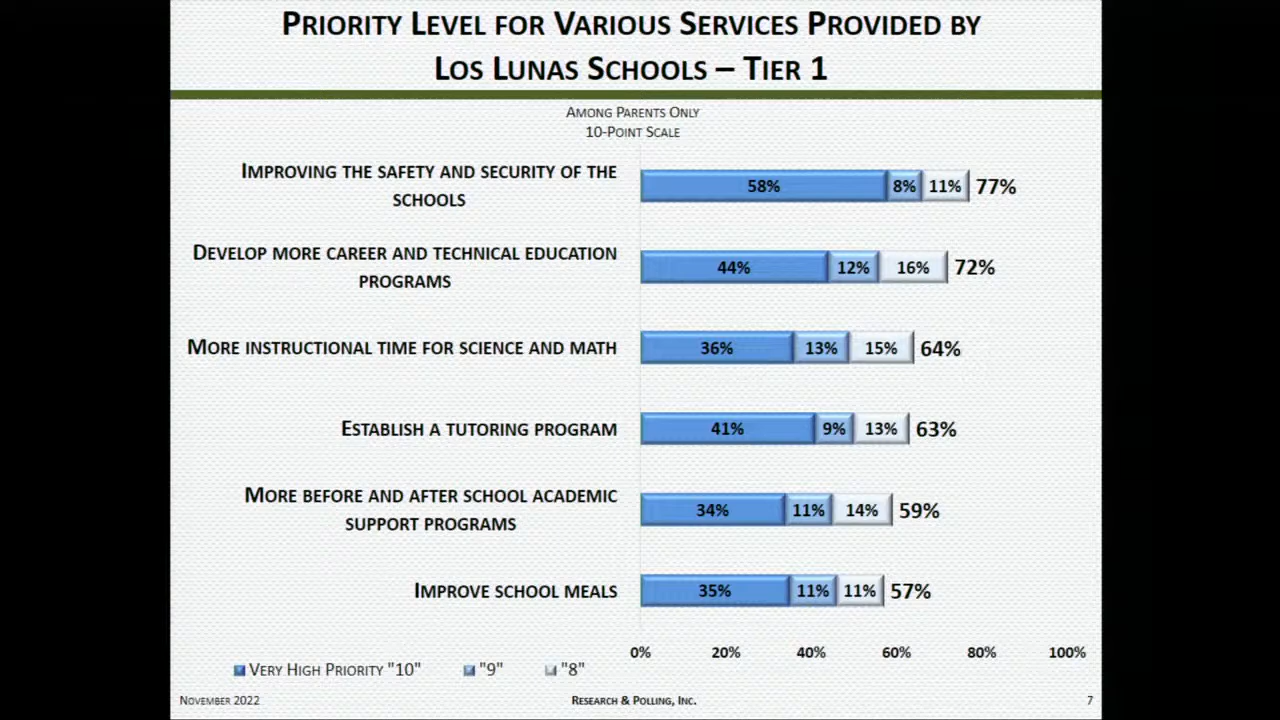 PRIORITY LEVEL FOR VARIOUS SERVICES PROVIDED BY
LOS LUNAS SCHOOLS – TIER 1
AMONG PARENTS ONLY
10-POINT SCALE
IMPROVING THE SAFETY AND SECURITY OF THE
SCHOOLS
58% 8% 11% 77%
DEVELOP MORE CAREER AND TECHNICAL EDUCATION
PROGRAMS
44% 12% 16% 72%
MORE INSTRUCTIONAL TIME FOR SCIENCE AND MATH
36% 13% 15% 64%
ESTABLISH A TUTORING PROGRAM
41% 9% 13% 63%
MORE BEFORE AND AFTER SCHOOL ACADEMIC
SUPPORT PROGRAMS
34% 11% 14% 59%
IMPROVE SCHOOL MEALS
35% 11% 11% 57%
0% 20% 40% 60% 80% 100%
VERY HIGH PRIORITY "10" "9" "8"
NOVEMBER 2022 RESEARCH & POLLING, INC. 7